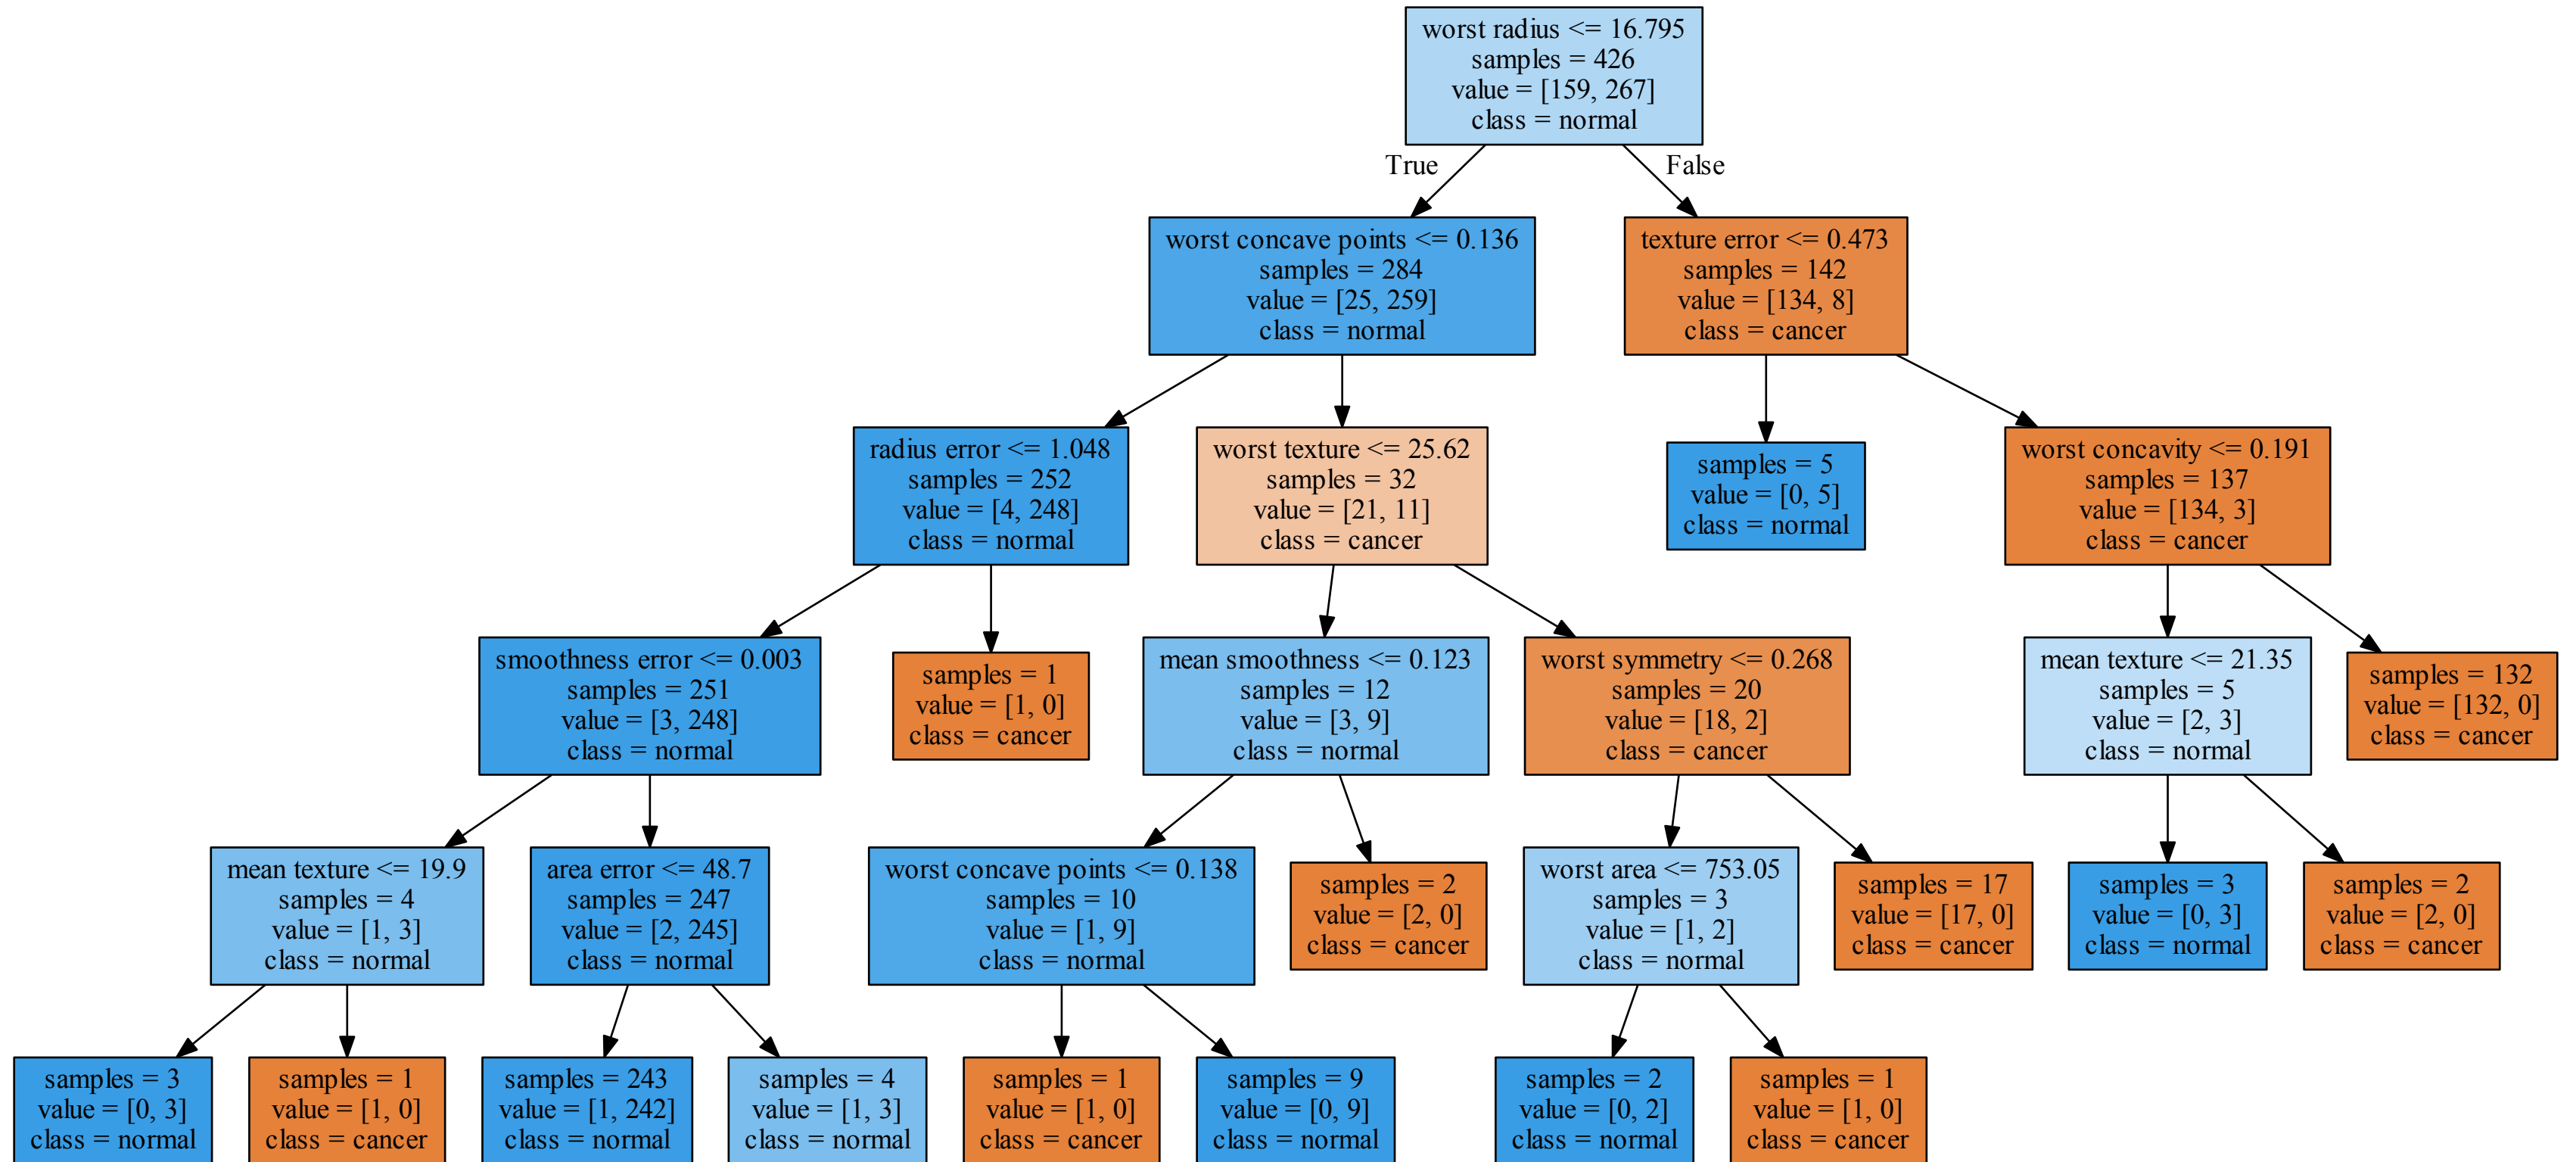 worst radius <= 16.795
samples = 426
value = [159, 267]
class = normal
True
False
worst concave points <= 0.136
samples = 284
value = [25, 259]
class = normal
texture error <= 0.473
samples = 142
value = [134, 8]
class = cancer
radius error <= 1.048
samples = 252
value = [4, 248]
class = normal
worst texture <= 25.62
samples = 32
value = [21, 11]
class = cancer
samples = 5
value = [0, 5]
class = normal
worst concavity <= 0.191
samples = 137
value = [134, 3]
class = cancer
smoothness error <= 0.003
samples = 251
value = [3, 248]
class = normal
samples = 1
value = [1, 0]
class = cancer
mean smoothness <= 0.123
samples = 12
value = [3, 9]
class = normal
worst symmetry <= 0.268
samples = 20
value = [18, 2]
class = cancer
mean texture <= 21.35
samples = 5
value = [2, 3]
class = normal
samples = 132
value = [132, 0]
class = cancer
mean texture <= 19.9
samples = 4
value = [1, 3]
class = normal
area error <= 48.7
samples = 247
value = [2, 245]
class = normal
worst concave points <= 0.138
samples = 10
value = [1, 9]
class = normal
samples = 2
value = [2, 0]
class = cancer
worst area <= 753.05
samples = 3
value = [1, 2]
class = normal
samples = 17
value = [17, 0]
class = cancer
samples = 3
value = [0, 3]
class = normal
samples = 2
value = [2, 0]
class = cancer
samples = 3
value = [0, 3]
class = normal
samples = 1
value = [1, 0]
class = cancer
samples = 243
value = [1, 242]
class = normal
samples = 4
value = [1, 3]
class = normal
samples = 1
value = [1, 0]
class = cancer
samples = 9
value = [0, 9]
class = normal
samples = 2
value = [0, 2]
class = normal
samples = 1
value = [1, 0]
class = cancer